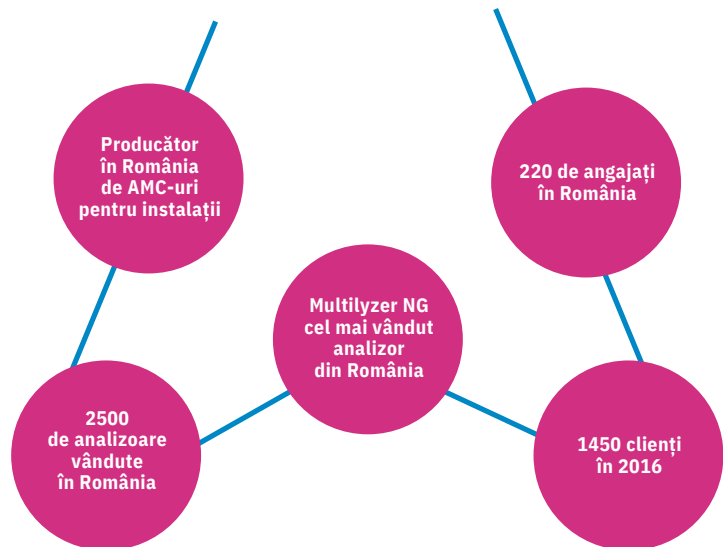 Producător
în România
de AMC-uri
pentru instalații
220 de angajați
în România
Multilyzer NG
cel mai vândut
analizor
din România
2500
de analizoare
vândute
în România
1450 clienți
în 2016